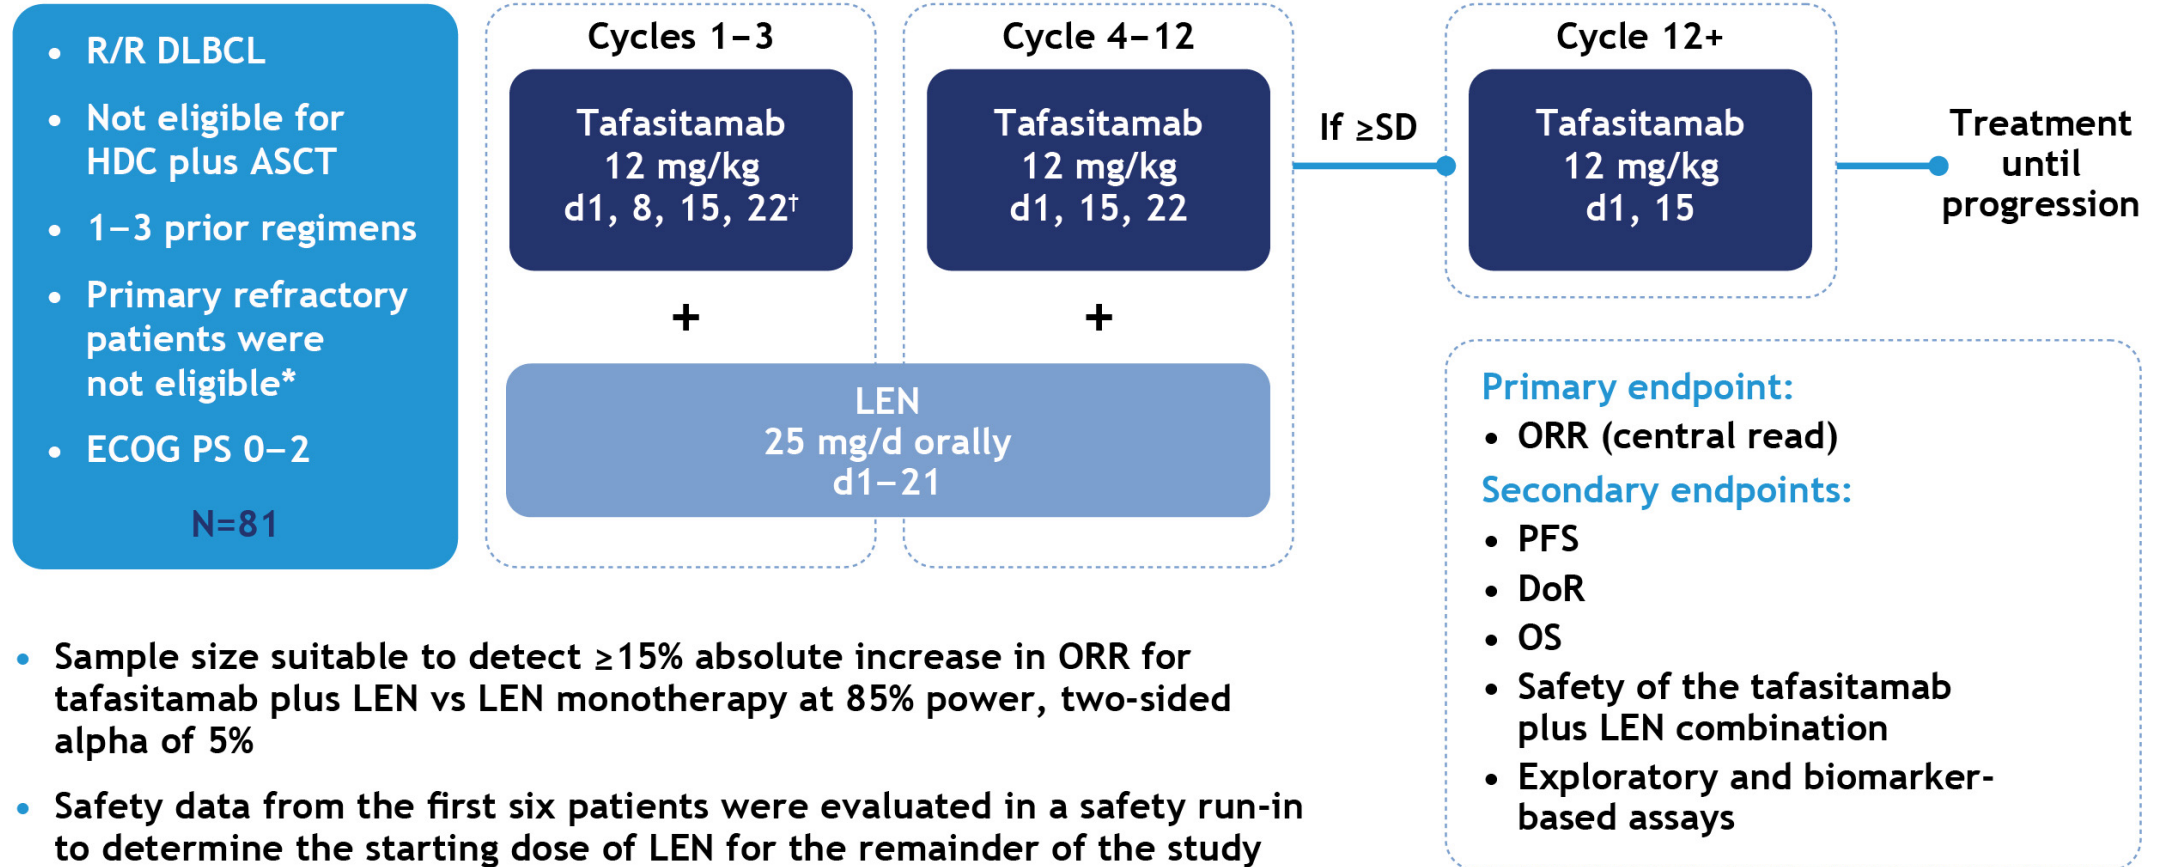 • R/R DLBCL
• Not eligible for
HDC plus ASCT
• 1–3 prior regimens
• Primary refractory
patients were
not eligible*
• ECOG PS 0–2
N=81
Cycles 1–3
Tafasitamab
12 mg/kg
d1, 8, 15, 22†
+
Cycle 4–12
Tafasitamab
12 mg/kg
d1, 15, 22
+
LEN
25 mg/d orally
d1–21
If ≥SD
Cycle 12+
Tafasitamab
12 mg/kg
d1, 15
Treatment
until
progression
Primary endpoint:
• ORR (central read)
Secondary endpoints:
• PFS
• DoR
• OS
• Safety of the tafasitamab
plus LEN combination
• Exploratory and biomarker-
based assays
• Sample size suitable to detect ≥15% absolute increase in ORR for
tafasitamab plus LEN vs LEN monotherapy at 85% power, two-sided
alpha of 5%
• Safety data from the first six patients were evaluated in a safety run-in
to determine the starting dose of LEN for the remainder of the study